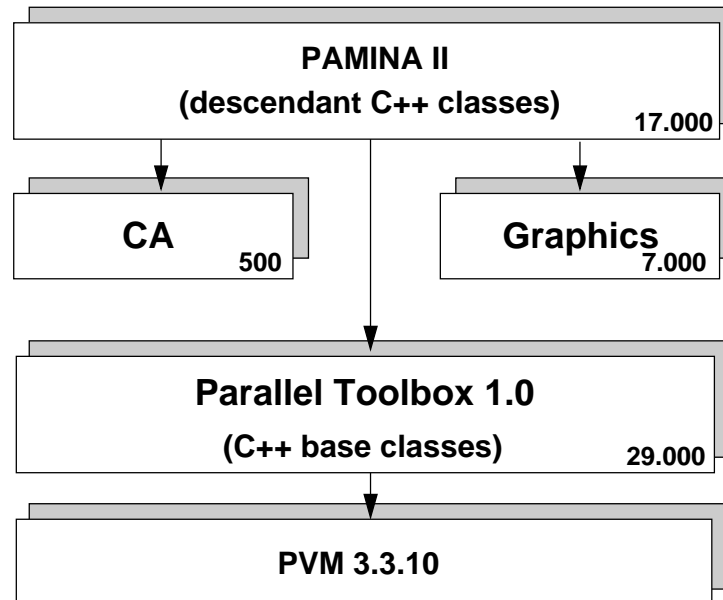 PAMINA II
(descendant C++ classes)
17.000
CA
500
Graphics
7.000
Parallel Toolbox 1.0
(C++ base classes)
29.000
PVM 3.3.10